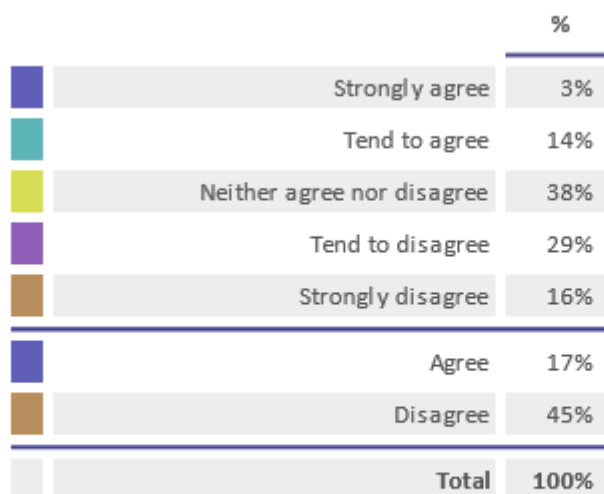 %
Strongly agree 3%
Tend to agree 14%
Neither agree nor disagree 38%
Tend to disagree 29%
Strongly disagree 16%
Agree 17%
Disagree 45%
Total 100%